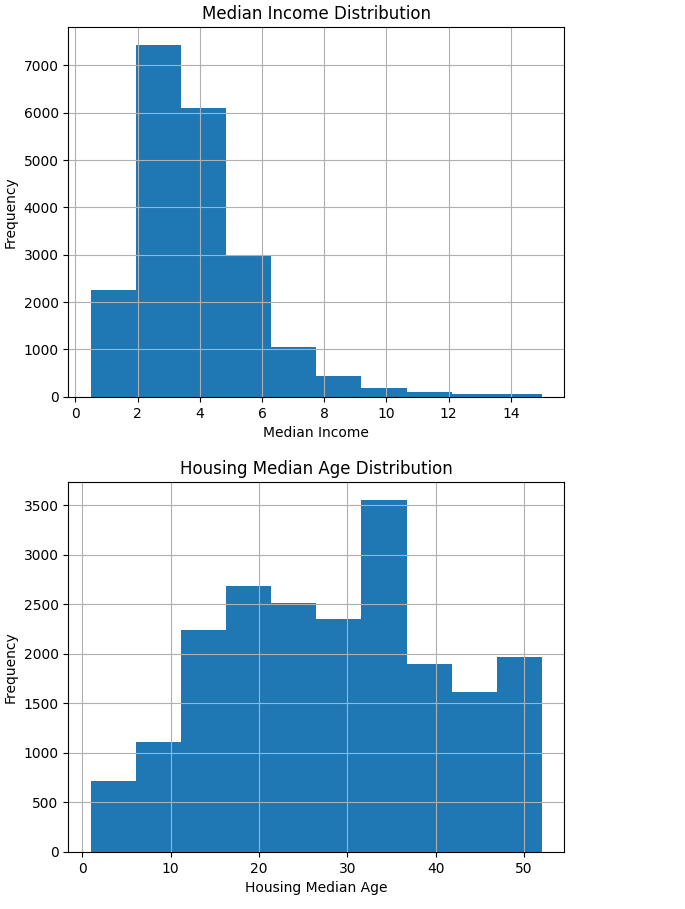 Median Income Distribution
7000
6000
5000
4000
3000
2000
1000
0
Frequency
0 2 4 6 8 10 12 14
Median Income
Housing Median Age Distribution
3500
3000
2500
2000
1500
1000
500
0
Frequency
0 10 20 30 40 50
Housing Median Age